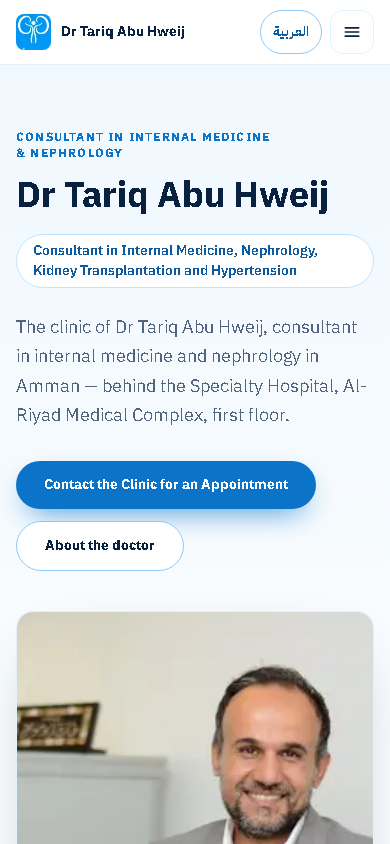 Dr Tariq Abu Hweij
العربية
CONSULTANT IN INTERNAL MEDICINE
& NEPHROLOGY
Dr Tariq Abu Hweij
Consultant in Internal Medicine, Nephrology,
Kidney Transplantation and Hypertension
The clinic of Dr Tariq Abu Hweij, consultant
in internal medicine and nephrology in
Amman — behind the Specialty Hospital, Al-
Riyad Medical Complex, first floor.
Contact the Clinic for an Appointment
About the doctor